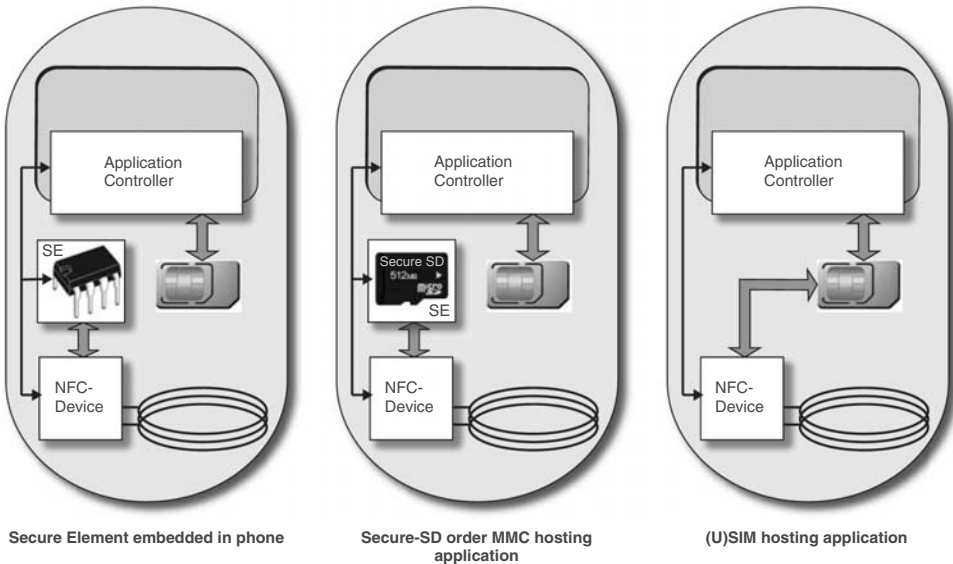 Application
Controller
SE
NFC-
Device
Secure Element embedded in phone
Application
Controller
Secure SD
512MB
micro
SE
NFC-
Device
Secure-SD order MMC hosting
application
Application
Controller
NFC-
Device
(U)SIM hosting application